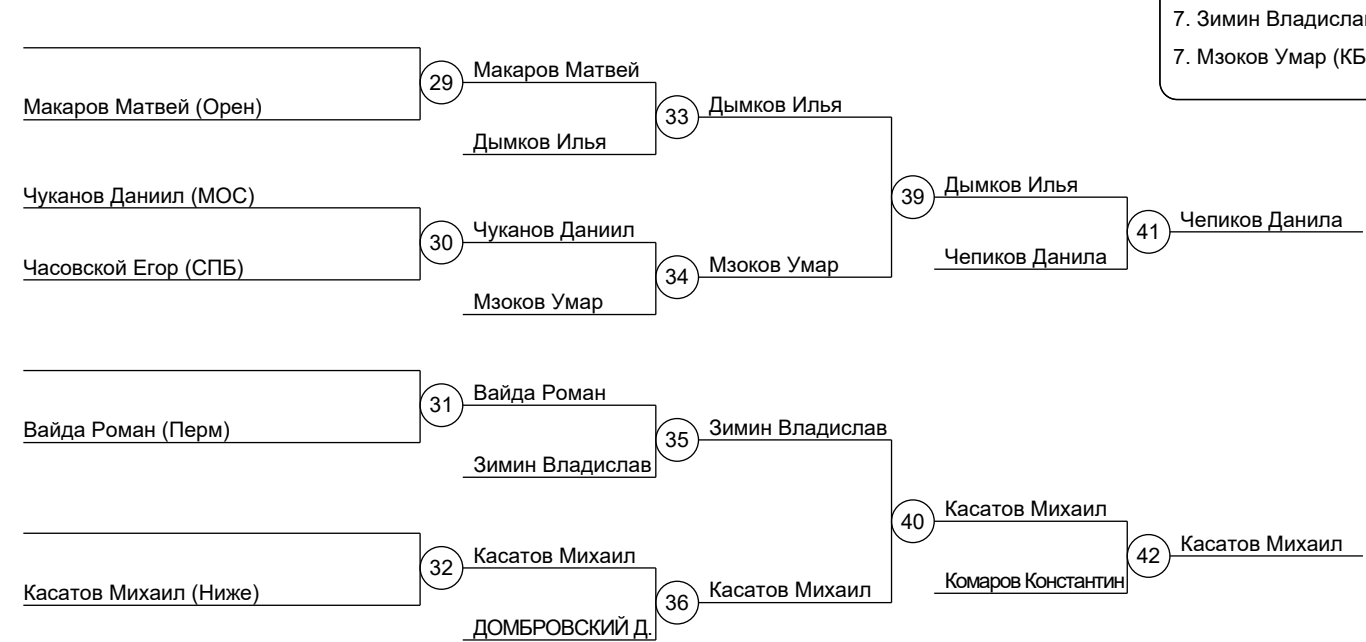 7. Зимин Владислав
7. Мзоков Умар (КБ
29
Макаров Матвей
Макаров Матвей (Орен)
33
Дымков Илья
Дымков Илья
Чуканов Даниил (МОС)
39
Дымков Илья
30
Чуканов Даниил
41
Чепиков Данила
Часовской Егор (СПБ)
34
Мзоков Умар
Чепиков Данила
Мзоков Умар
31
Вайда Роман
Вайда Роман (Перм)
35
Зимин Владислав
Зимин Владислав
40
Касатов Михаил
32
Касатов Михаил
42
Касатов Михаил
Касатов Михаил (Ниже)
36
Касатов Михаил
Комаров Константин
ДОМБРОВСКИЙ Д.